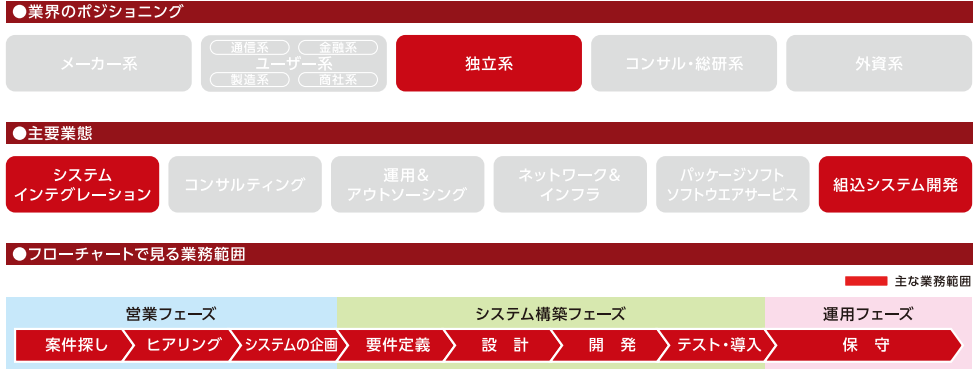 ●業界のポジショニング
メーカー系
通信系
金融系
ユーザー系
製造系
商社系
独立系
コンサル・総研系
外資系
●主要業態
システム
インテグレーション
コンサルティング
運用&
アウトソーシング
ネットワーク&
インフラ
パッケージソフト
ソフトウエアサービス
組込システム開発
●フローチャートで見る業務範囲
主な業務範囲
営業フェーズ
システム構築フェーズ
運用フェーズ
案件探し
ヒアリング
システムの企画
要件定義
設　計
開　発
テスト・導入
保　守